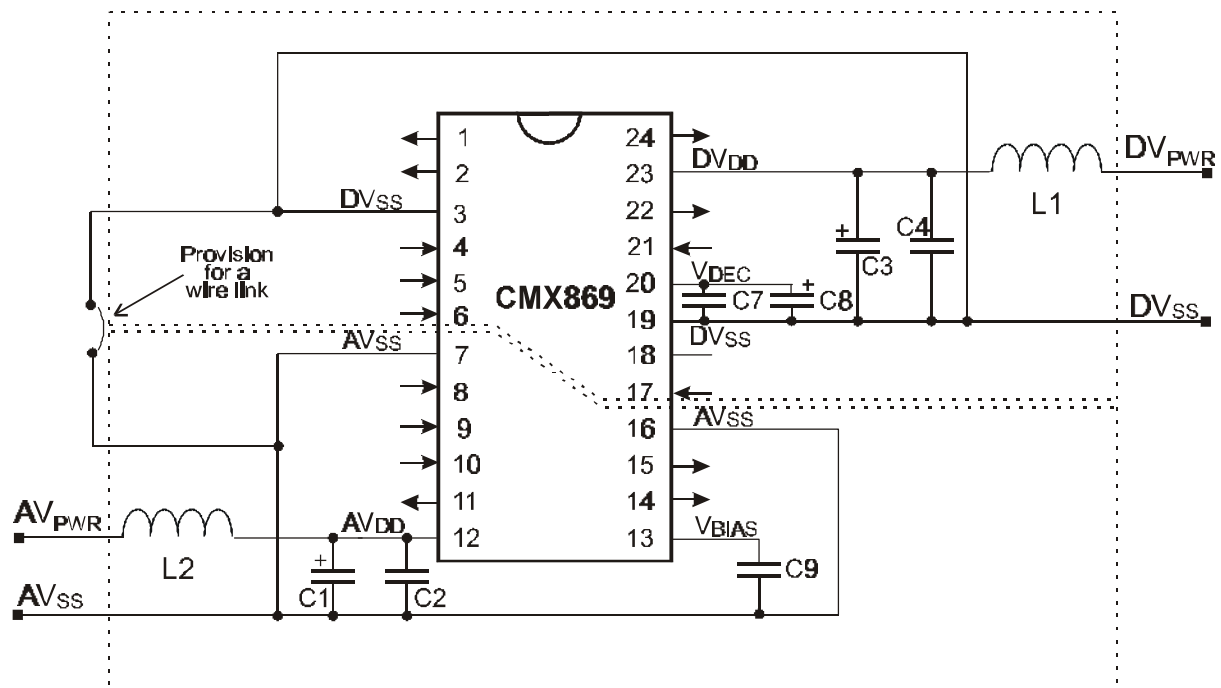 1
2
DVSS
3
Provision
for a
wire link
4
5
6
AVSS
7
8
9
10
11
AVPWR
AVDD
12
L2
AVSS
C1
C2
CMX869
24
DVDD
23
DVPWR
22
L1
C4
21
C3
VDEC
20
C7
C8
19
DVSS
DVSS
18
17
AVSS
16
15
14
VBIAS
13
C9
+
+
+
+